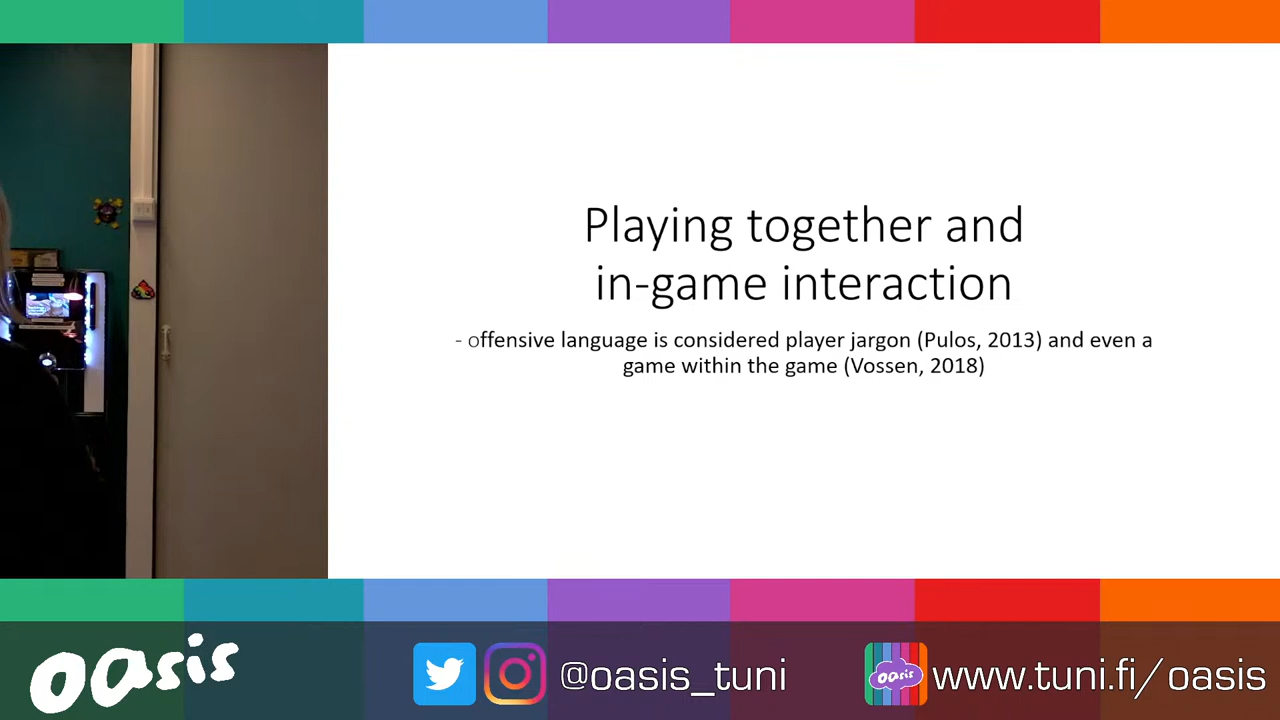 Playing together and
in-game interaction
- offensive language is considered player jargon (Pulos, 2013) and even a
game within the game (Vossen, 2018)
oasis
@oasis_tuni
oasis
www.tuni.fi/oasis